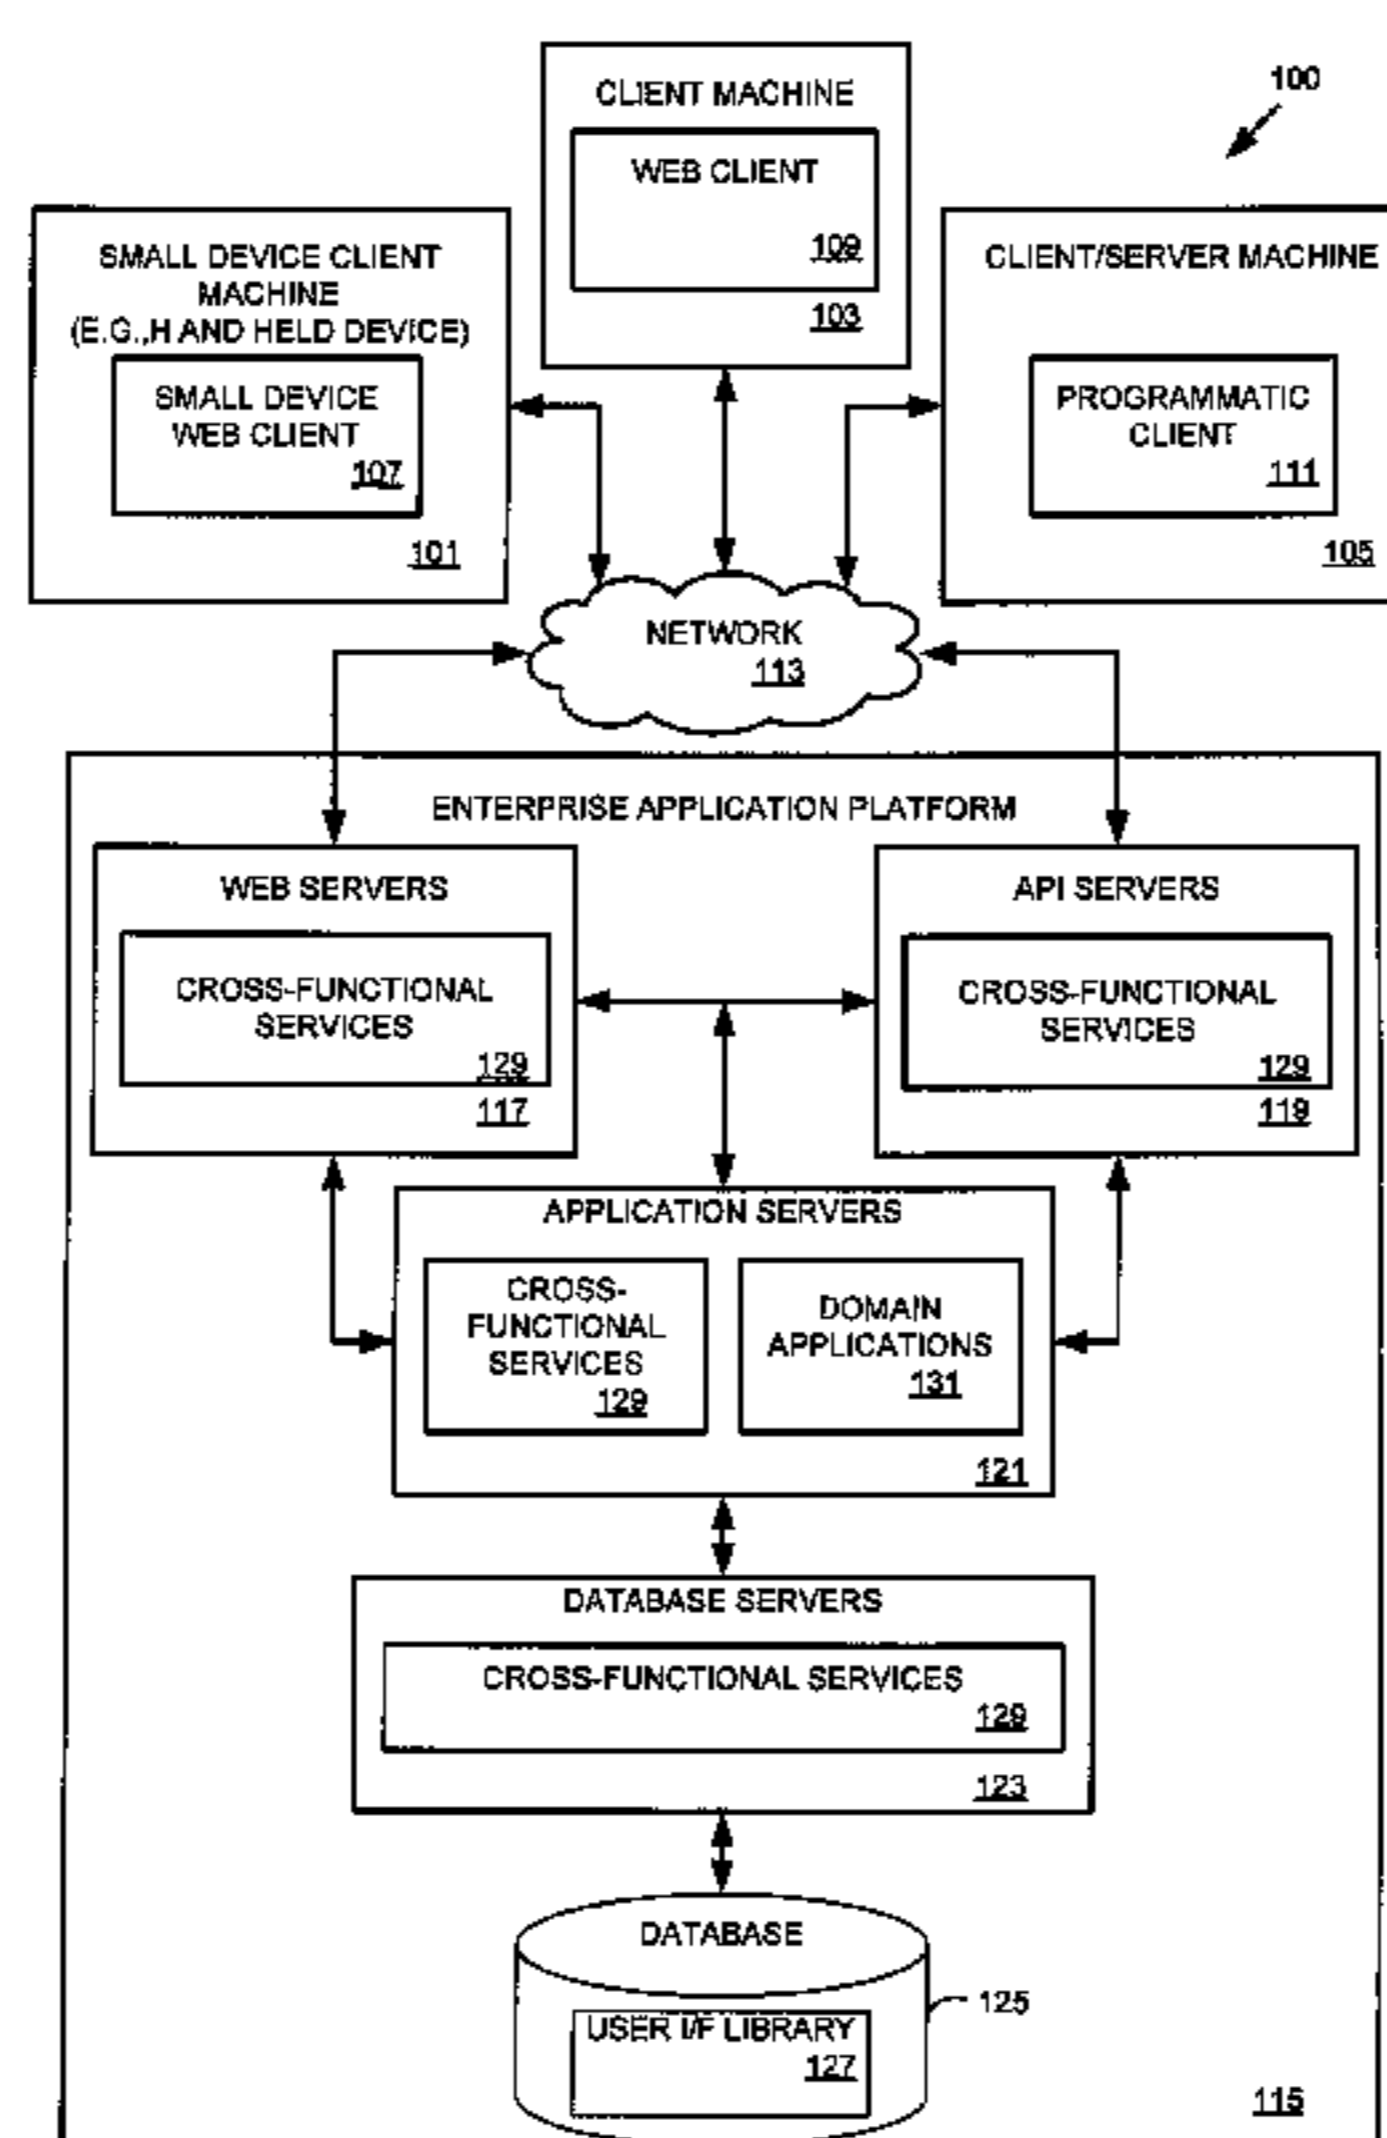 100
CLIENT MACHINE
WEB CLIENT
109
103
SMALL DEVICE CLIENT
MACHINE
(E.G.,H AND HELD DEVICE)
SMALL DEVICE
WEB CLIENT
107
101
CLIENT/SERVER MACHINE
PROGRAMMATIC
CLIENT
111
105
NETWORK
113
ENTERPRISE APPLICATION PLATFORM
WEB SERVERS
CROSS-FUNCTIONAL
SERVICES
129
117
API SERVERS
CROSS-FUNCTIONAL
SERVICES
129
119
APPLICATION SERVERS
CROSS-
FUNCTIONAL
SERVICES
129
DOMAIN
APPLICATIONS
131
121
DATABASE SERVERS
CROSS-FUNCTIONAL SERVICES
129
123
DATABASE
125
USER I/F LIBRARY
127
115